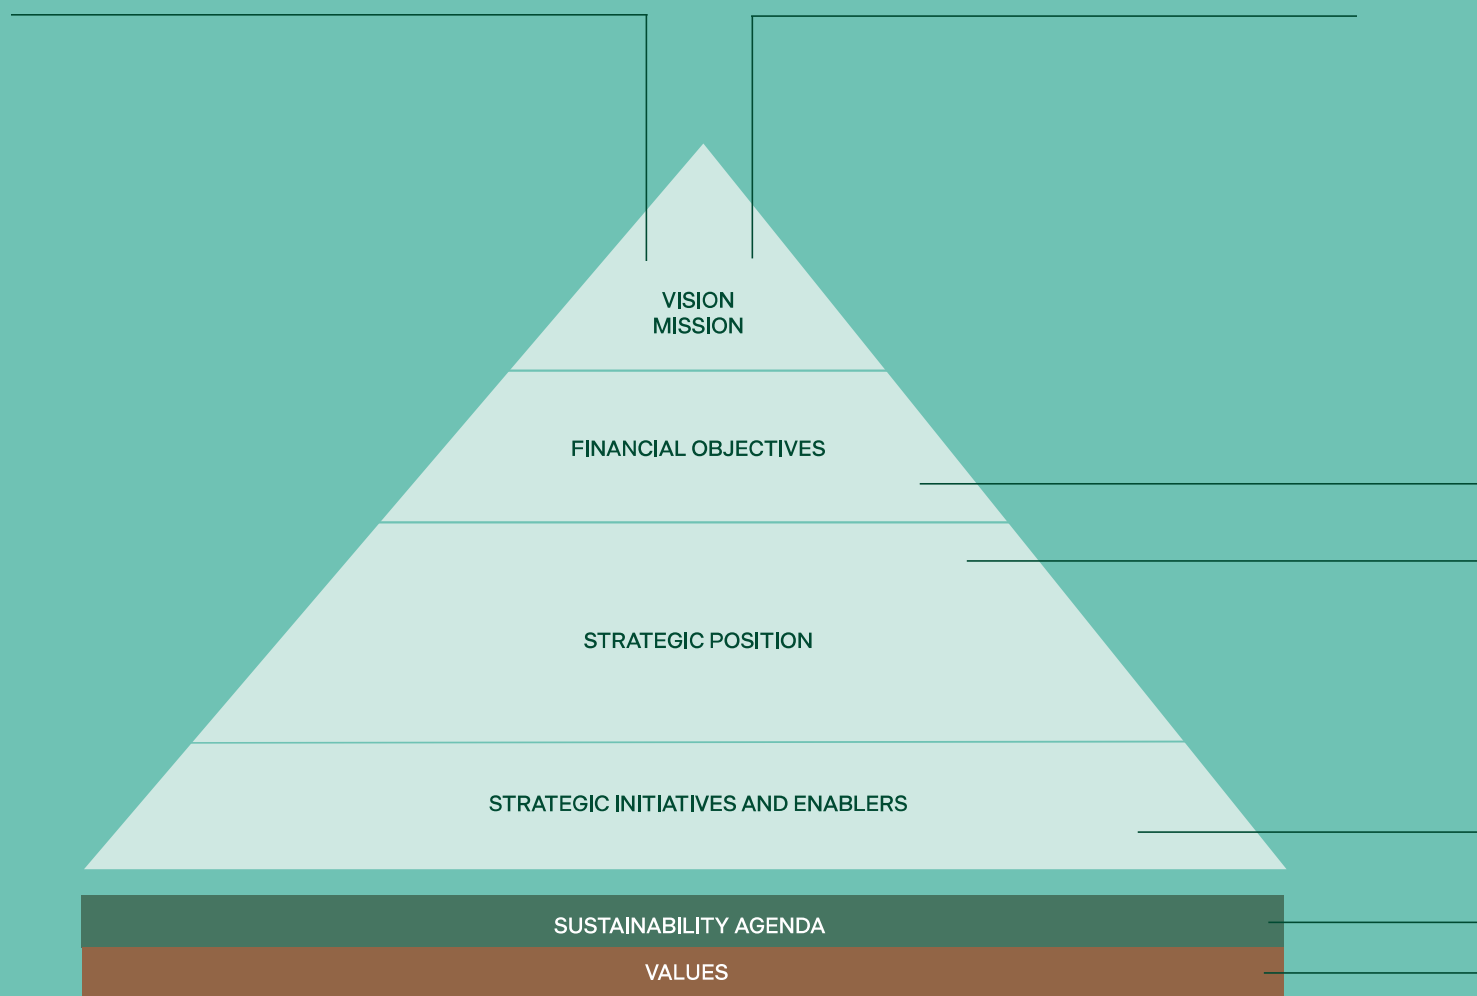 VISION
MISSION
FINANCIAL OBJECTIVES
STRATEGIC POSITION
STRATEGIC INITIATIVES AND ENABLERS
SUSTAINABILITY AGENDA
VALUES